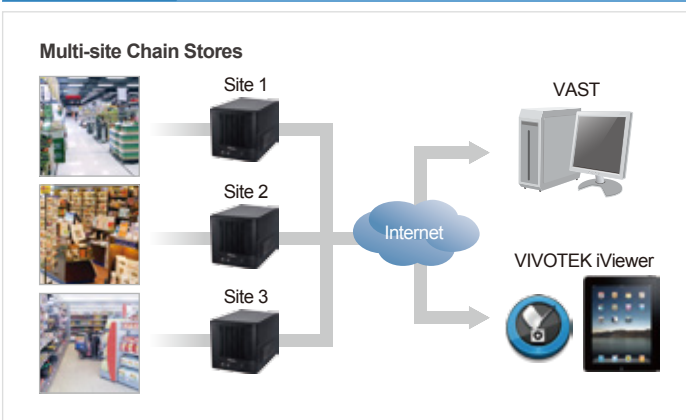 Multi-site Chain Stores
Site 1
VAST
Site 2
Internet
VIVOTEK iViewer
Site 3